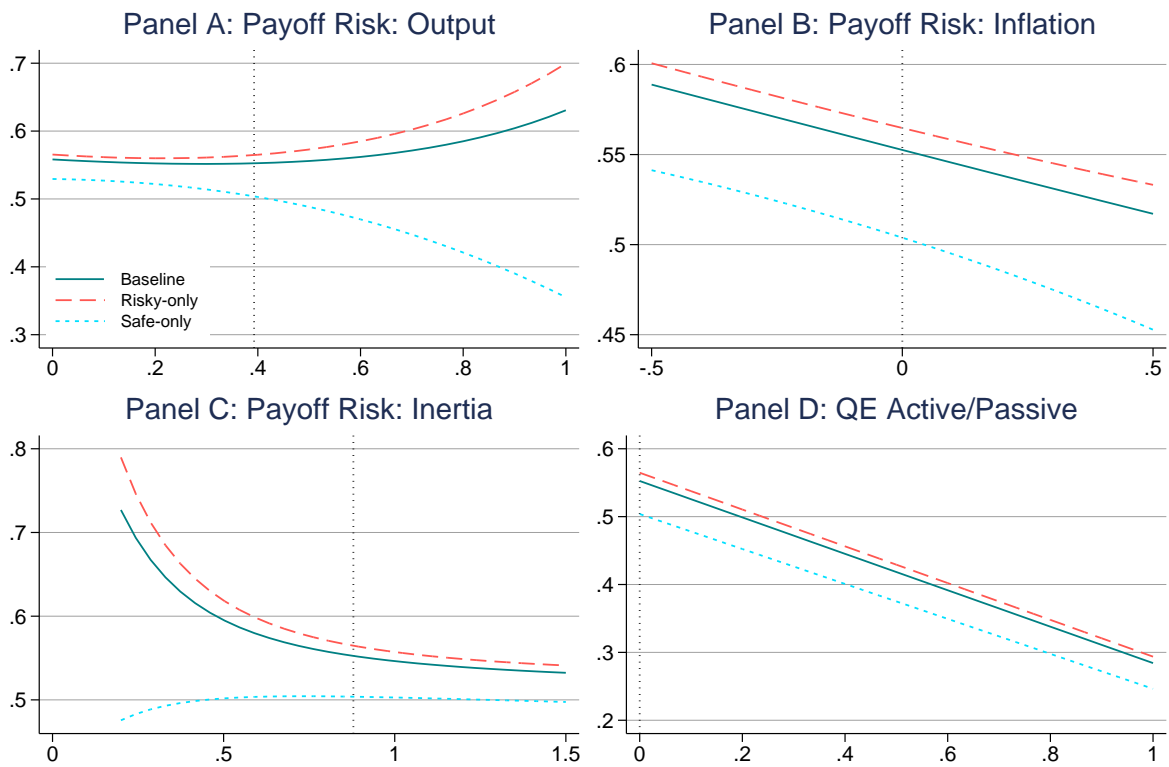 Panel A: Payoff Risk: Output
.7
.6
.5
.4
.3
Baseline
Risky-only
Safe-only
0 .2 .4 .6 .8 1
Panel B: Payoff Risk: Inflation
.6
.55
.5
.45
-.5 0 .5
Panel C: Payoff Risk: Inertia
.8
.7
.6
.5
0 .5 1 1.5
Panel D: QE Active/Passive
.6
.5
.4
.3
.2
0 .2 .4 .6 .8 1